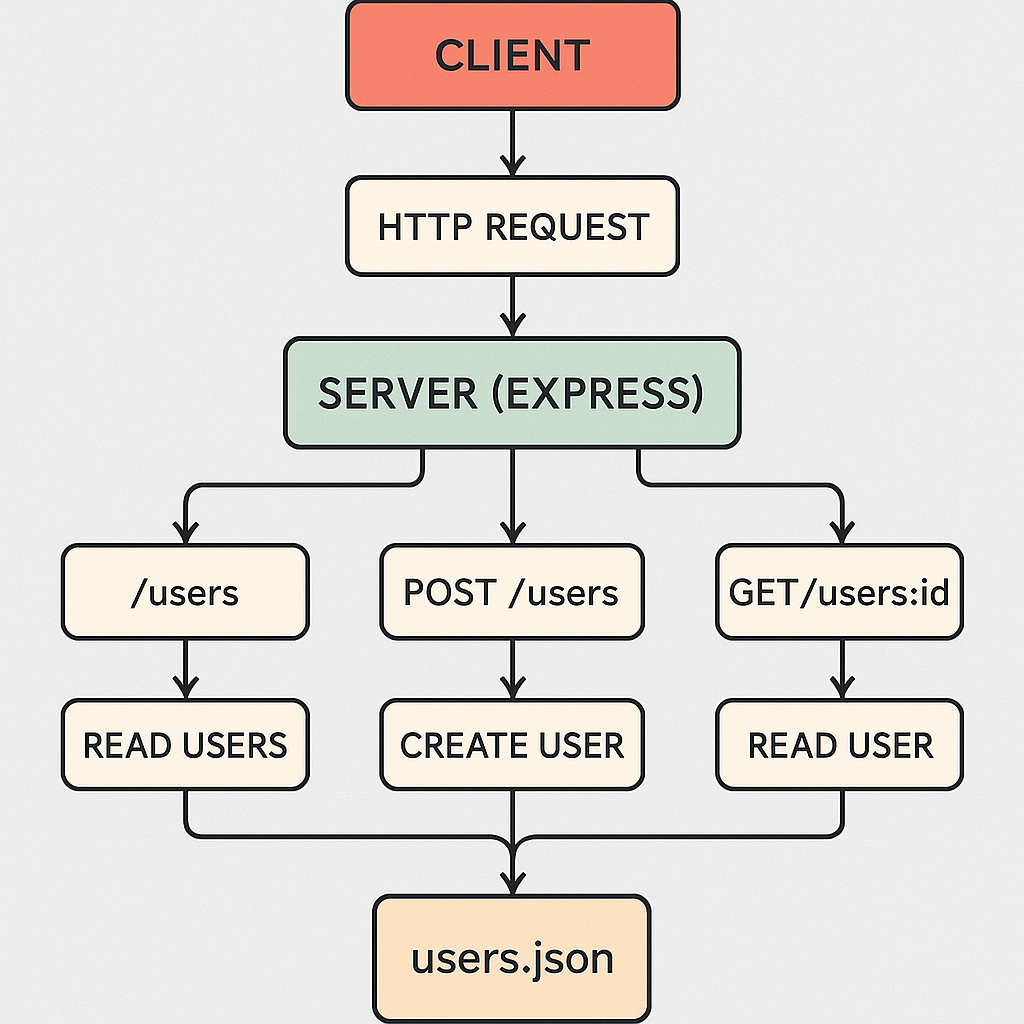 CLIENT
HTTP REQUEST
SERVER (EXPRESS)
/users
POST /users
GET/users:id
READ USERS
CREATE USER
READ USER
users.json